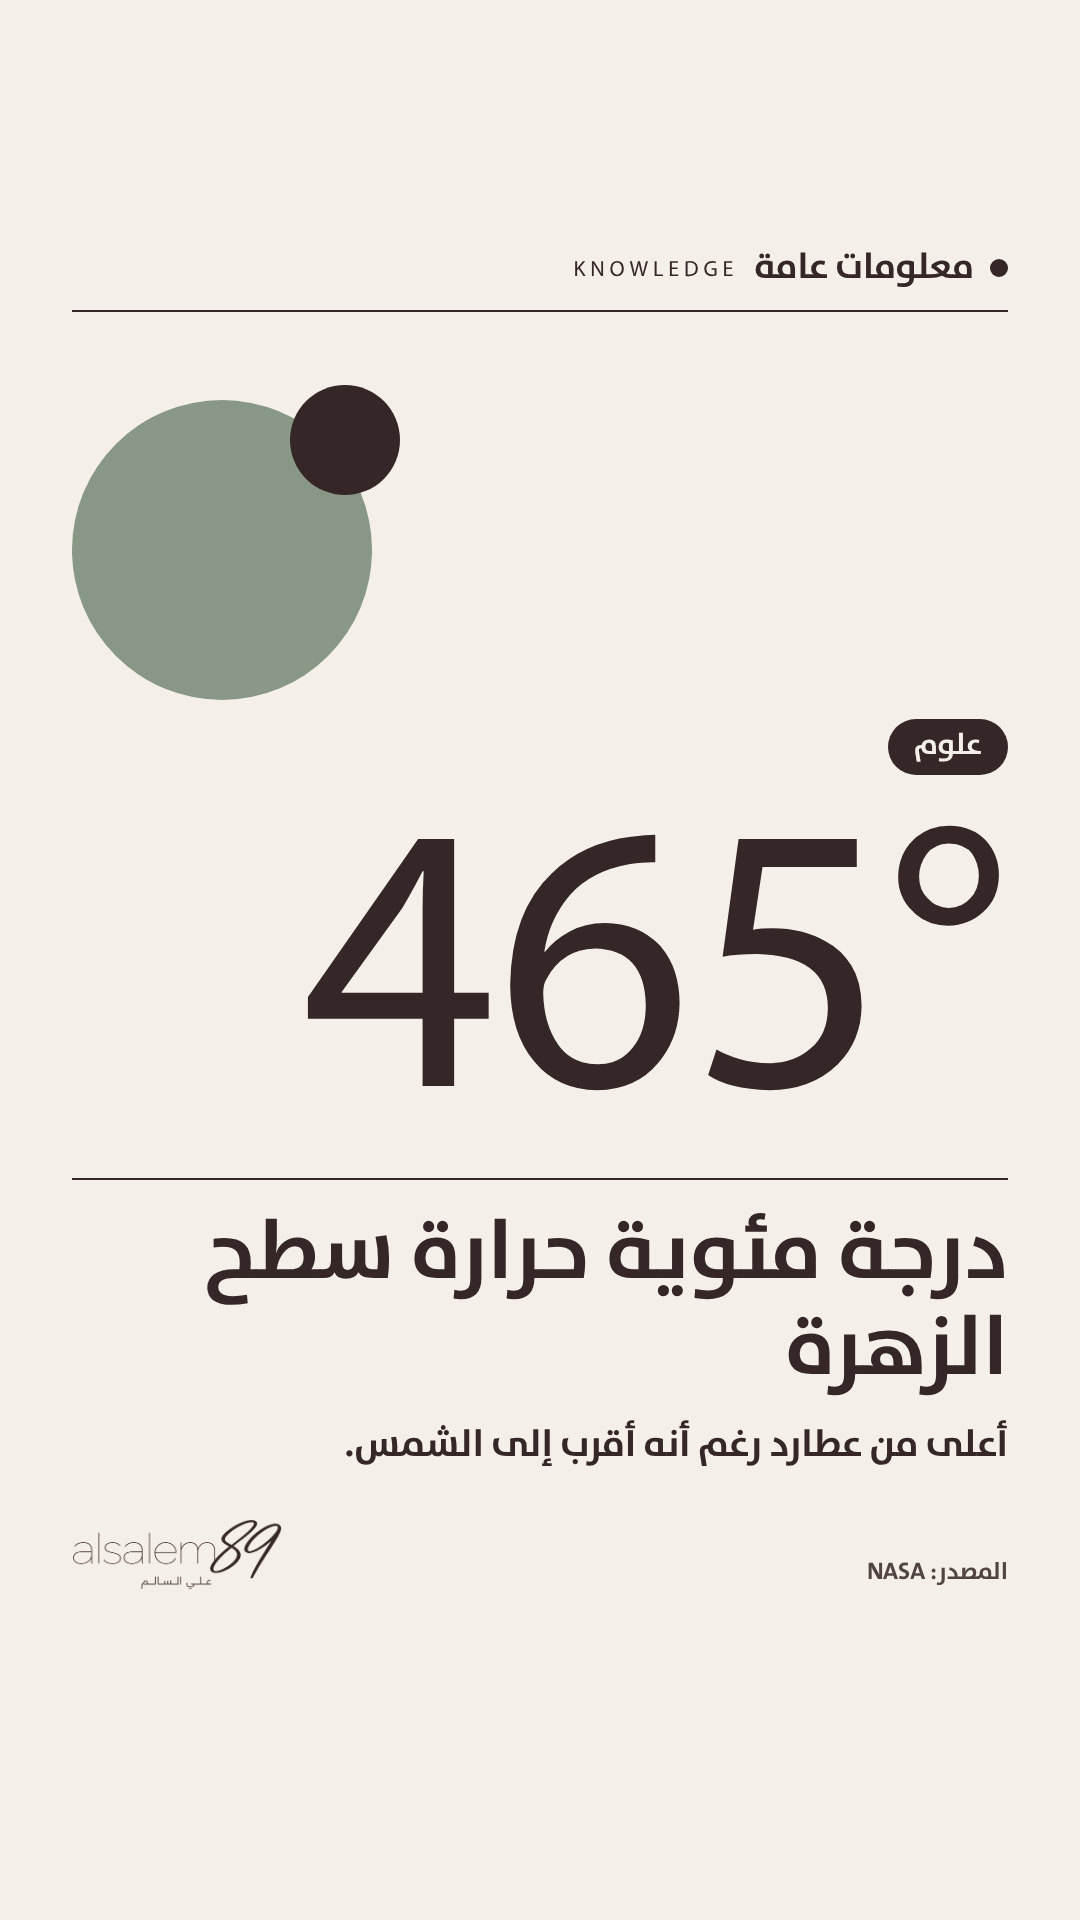 معلومات عامة KNOWLEDGE
علوم
465°
درجة مئوية حرارة سطح
الزهرة
أعلى من عطارد رغم أنه أقرب إلى الشمس.
المصدر: NASA
alsalem89
علي السالم